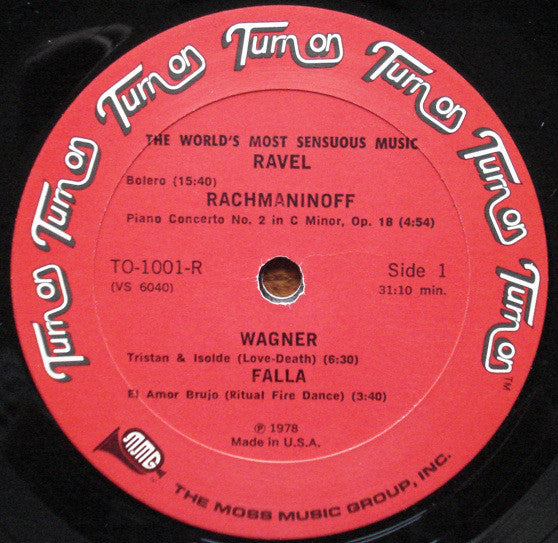 Turn on Turn on Turn on Turn on Turn on Turn on Turn on
TM
THE WORLD'S MOST SENSUOUS MUSIC
RAVEL
Bolero (15:40)
RACHMANINOFF
Piano Concerto No. 2 in C Minor, Op. 18 (4:54)
TO-1001-R Side 1
(VS 6040) 31:10 min.
WAGNER
Tristan & Isolde (Love-Death) (6:30)
FALLA
El Amor Brujo (Ritual Fire Dance) (3:40)
℗ 1978
Made in U.S.A.
MMG
THE MOSS MUSIC GROUP, INC.